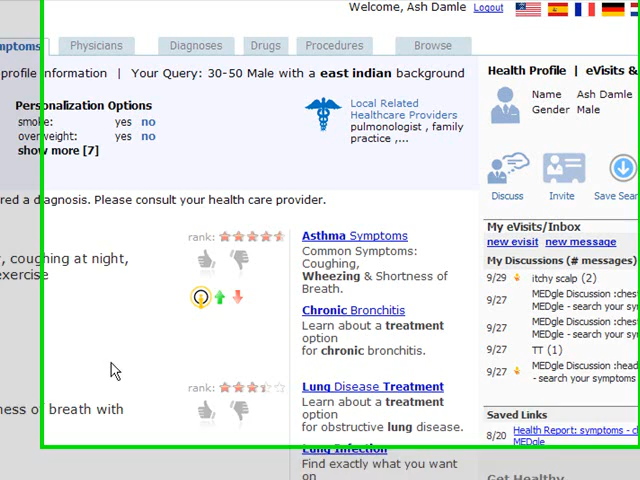 Welcome, Ash Damle Logout
mptoms Physicians Diagnoses Drugs Procedures Browse
profile information | Your Query: 30-50 Male with a east indian background
Personalization Options
smoke: yes no
overweight: yes no
show more [7]
Local Related
Healthcare Providers
pulmonologist , family
practice ,...
Health Profile | eVisits &
Name Ash Damle
Gender Male
Discuss Invite Save Sear
red a diagnosis. Please consult your health care provider.
rank:
, coughing at night,
exercise
Asthma Symptoms
Common Symptoms:
Coughing,
Wheezing & Shortness of
Breath.
Chronic Bronchitis
Learn about a treatment
option
for chronic bronchitis.
rank:
ness of breath with
Lung Disease Treatment
Learn about a treatment
option
for obstructive lung disease.
Lung Infection
Find exactly what you want
on
My eVisits/Inbox
new evisit new message
My Discussions (# messages)
9/29 itchy scalp (2)
9/27 MEDgle Discussion :ches
- search your sy
9/27 MEDgle Discussion :ches
MEDgle - search your sy
9/27 TT (1)
9/27 MEDgle Discussion :head
- search your symptoms
Saved Links
8/20 Health Report: symptoms - c
MEDgle
Get Healthy